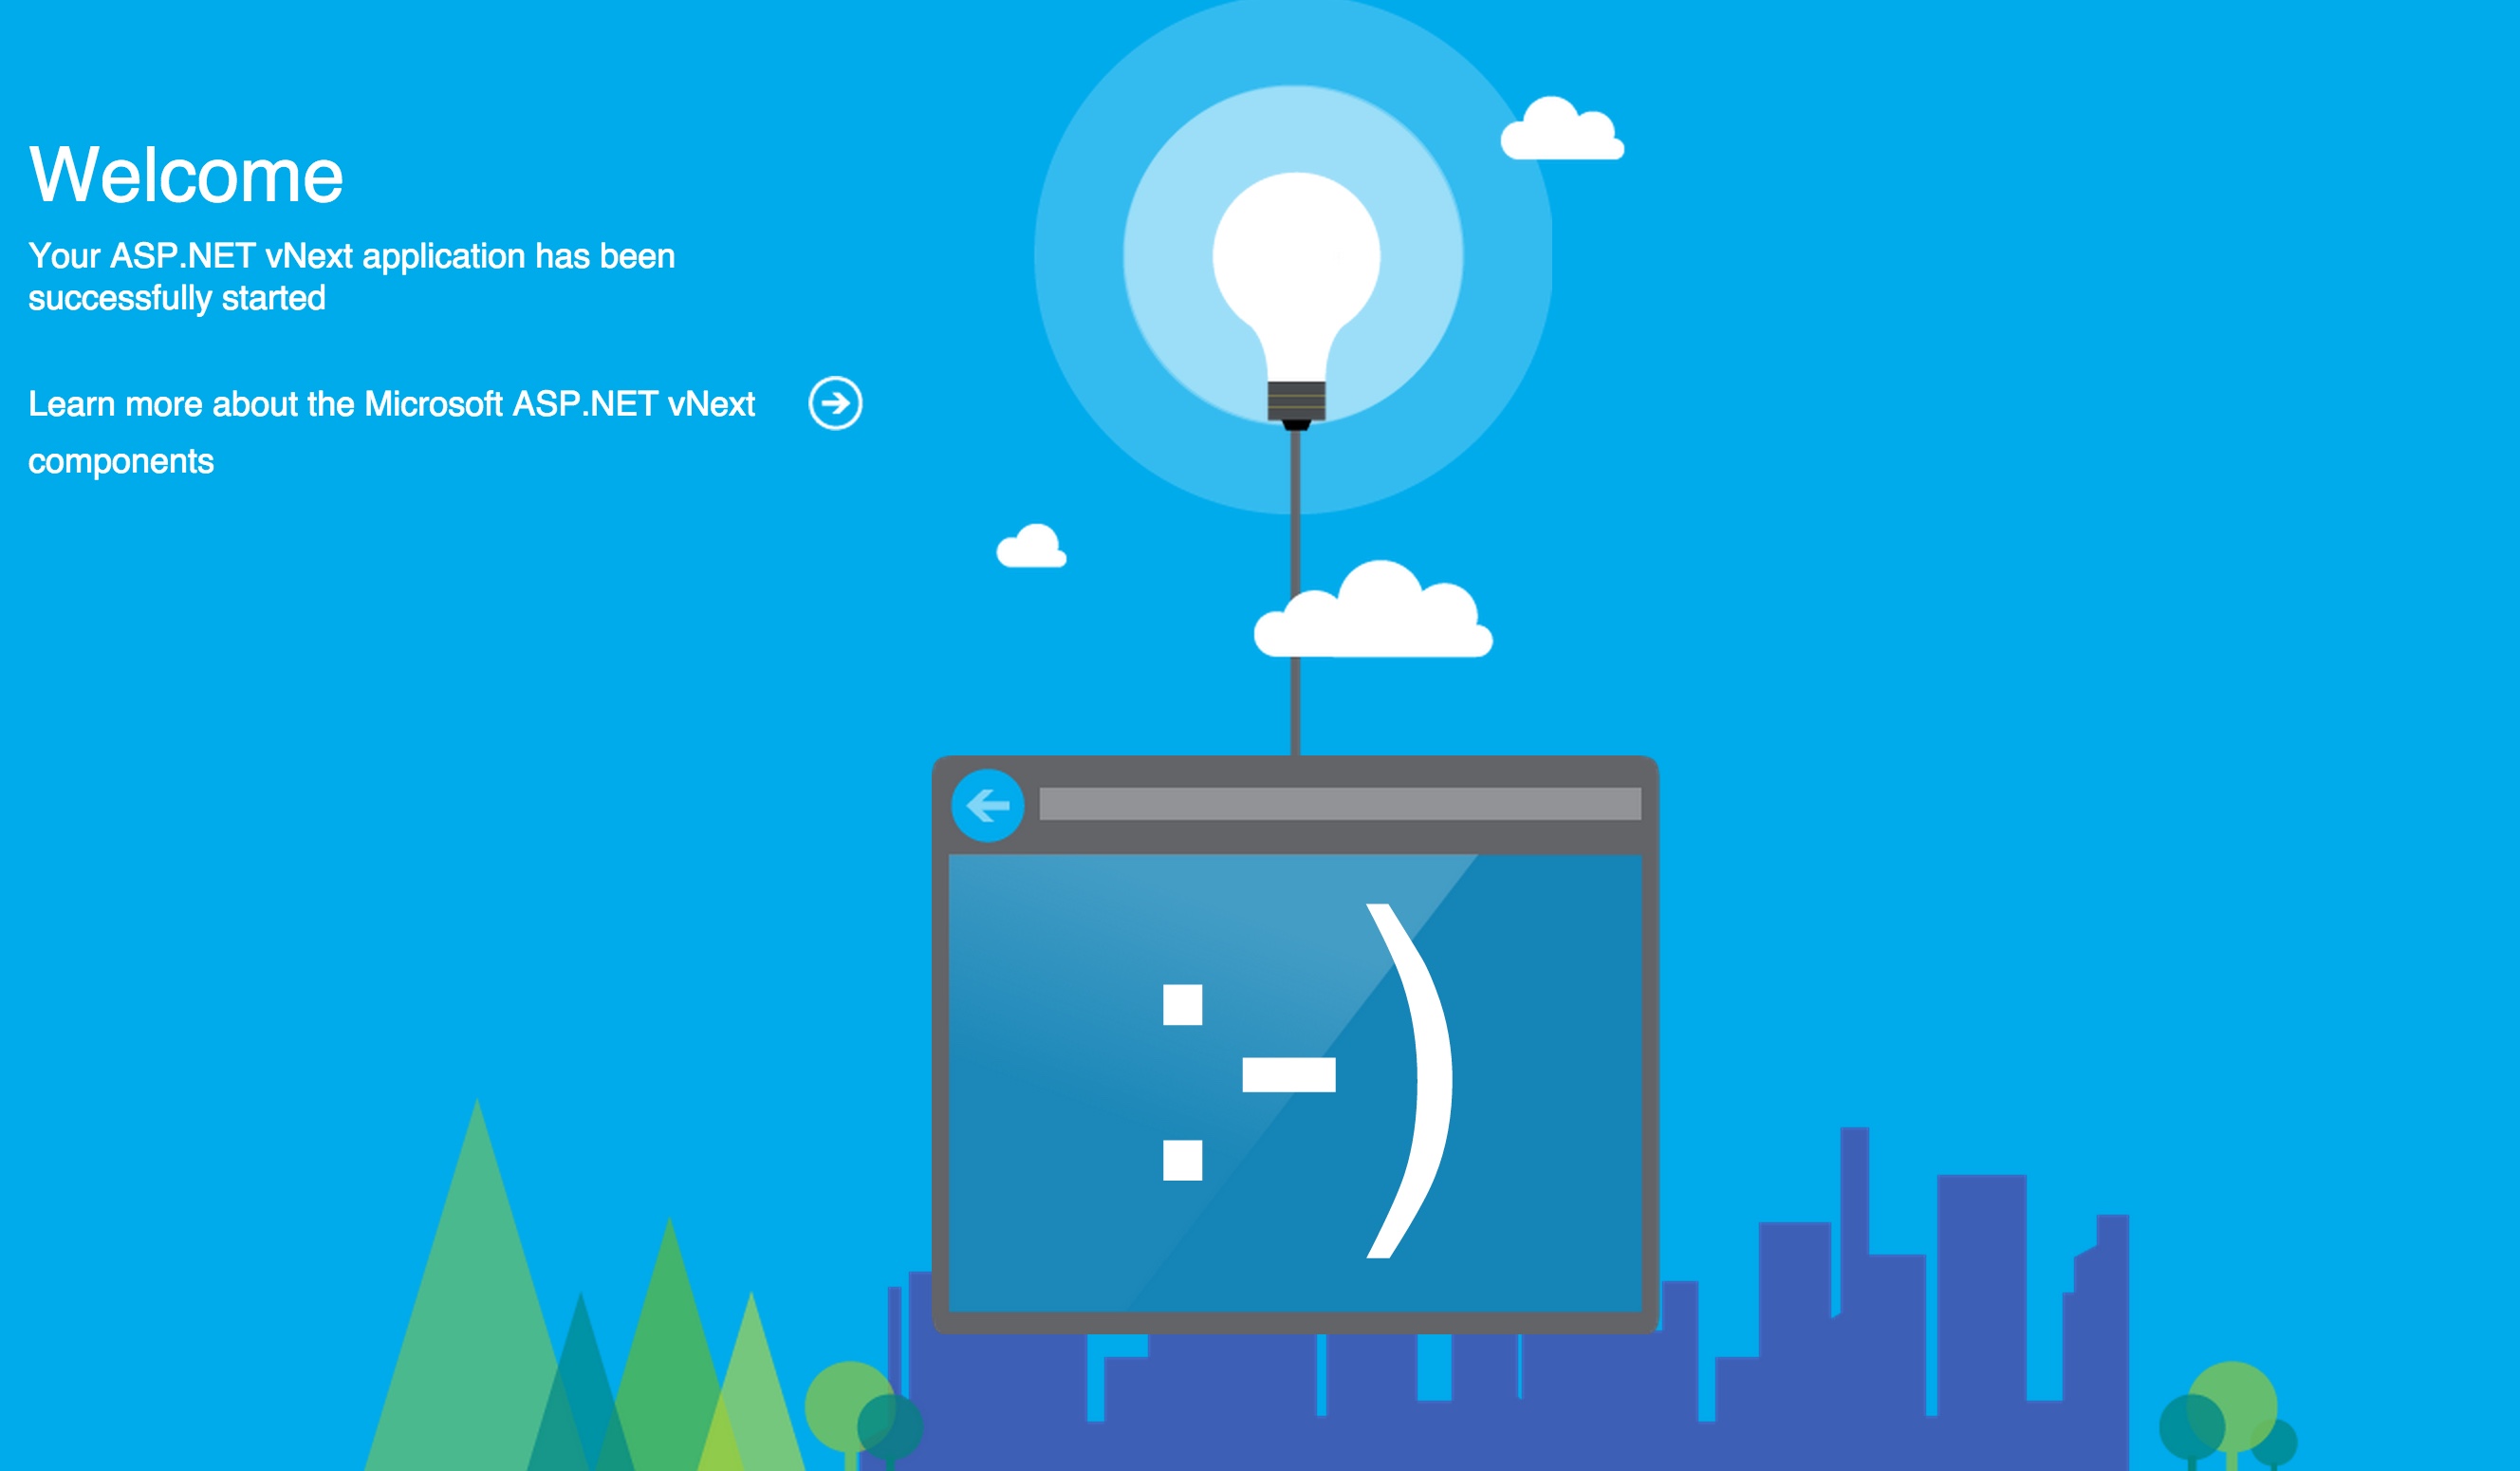 Welcome
Your ASP.NET vNext application has been
successfully started
Learn more about the Microsoft ASP.NET vNext
components
:-)